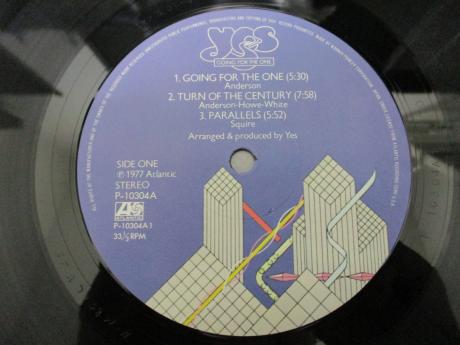 YES
GOING FOR THE ONE
1. GOING FOR THE ONE (5:30)
Anderson
2. TURN OF THE CENTURY (7:58)
Anderson-Howe-White
3. PARALLELS (5:52)
Squire
Arranged & produced by Yes
SIDE ONE
℗ 1977 Atlantic
STEREO
P-10304A
ATLANTIC
P-10304A1
33⅓ RPM